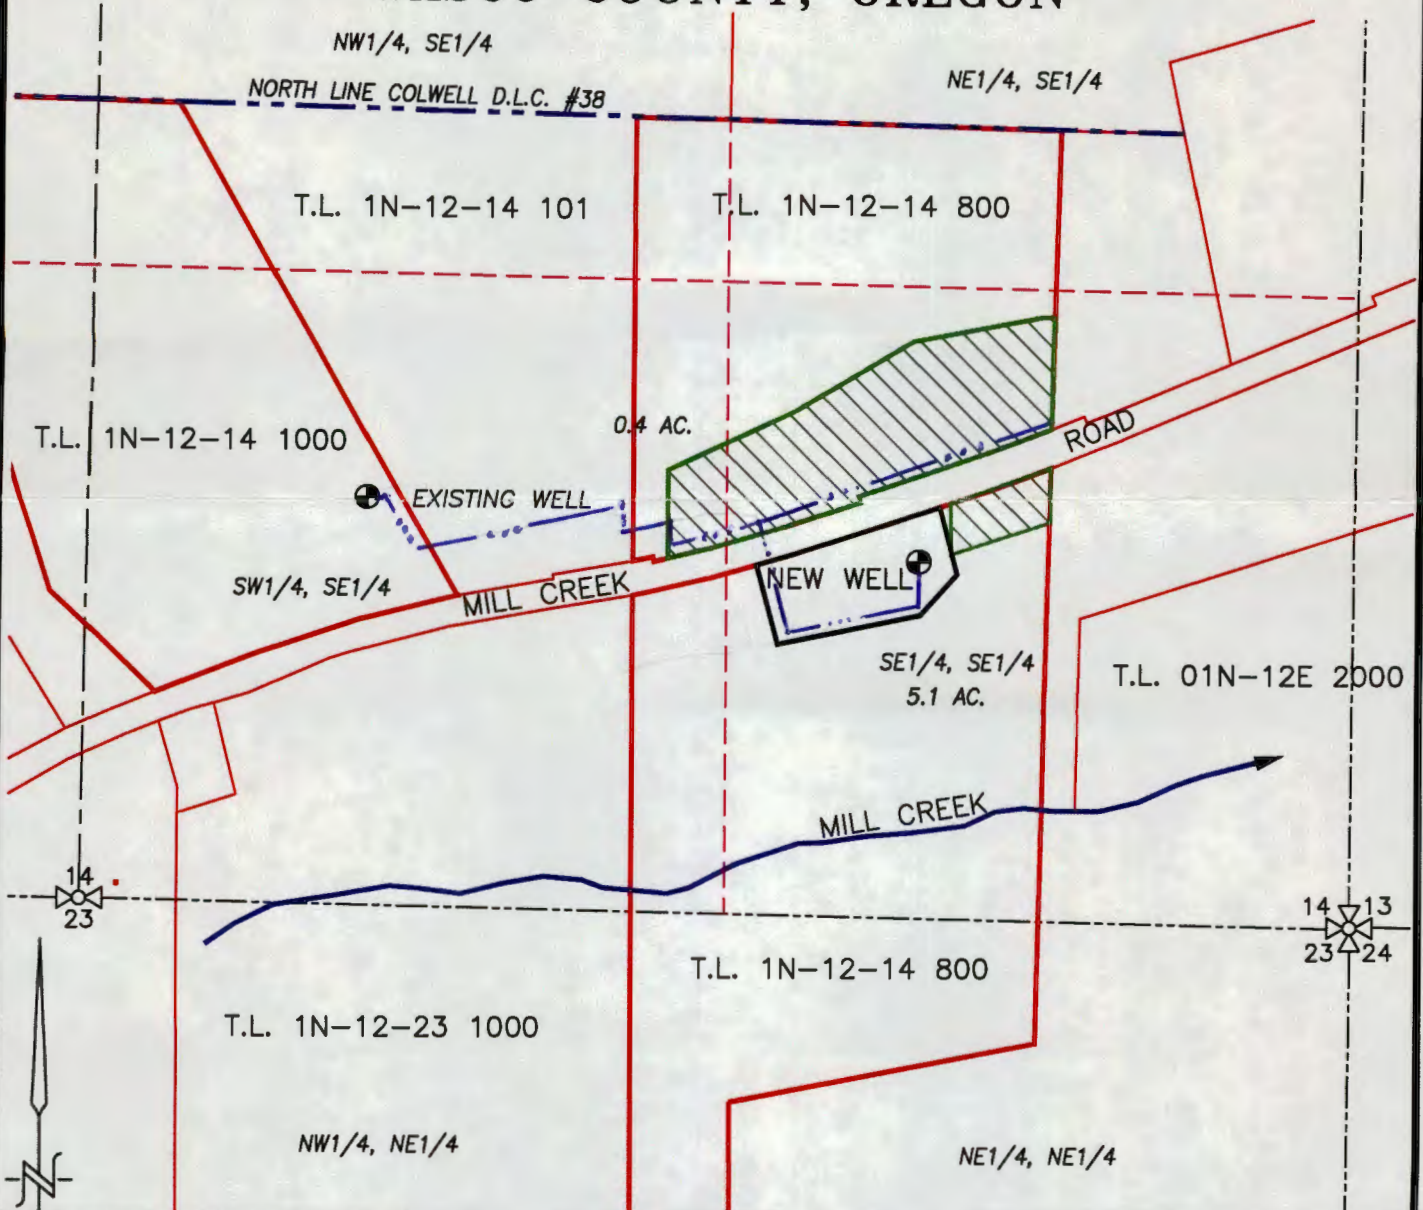 COUNTY, OREGON
NW1/4, SE1/4
NE1/4, SE1/4
NORTH LINE COLWELL D.L.C. #38
T.L. 1N-12-14 101
T.L. 1N-12-14 800
0.4 AC.
ROAD
T.L. 1N-12-14 1000
EXISTING WELL
NEW WELL
SW1/4, SE1/4
MILL CREEK
SE1/4, SE1/4
5.1 AC.
T.L. 01N-12E 2000
MILL CREEK
14
23
14 13
23 24
T.L. 1N-12-14 800
T.L. 1N-12-23 1000
NW1/4, NE1/4
NE1/4, NE1/4
N